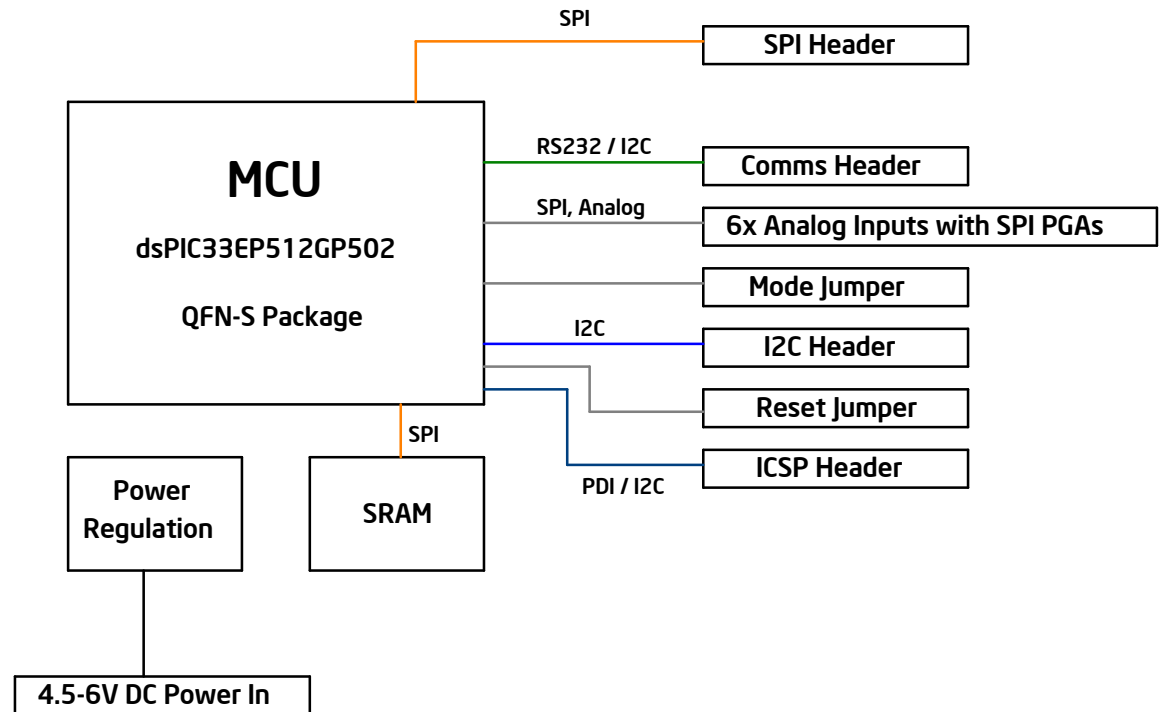 SPI
SPI Header
MCU
dsPIC33EP512GP502
QFN-S Package
RS232 / I2C
Comms Header
SPI, Analog
6x Analog Inputs with SPI PGAs
Mode Jumper
I2C
I2C Header
Reset Jumper
PDI / I2C
ICSP Header
SPI
SRAM
Power
Regulation
4.5-6V DC Power In